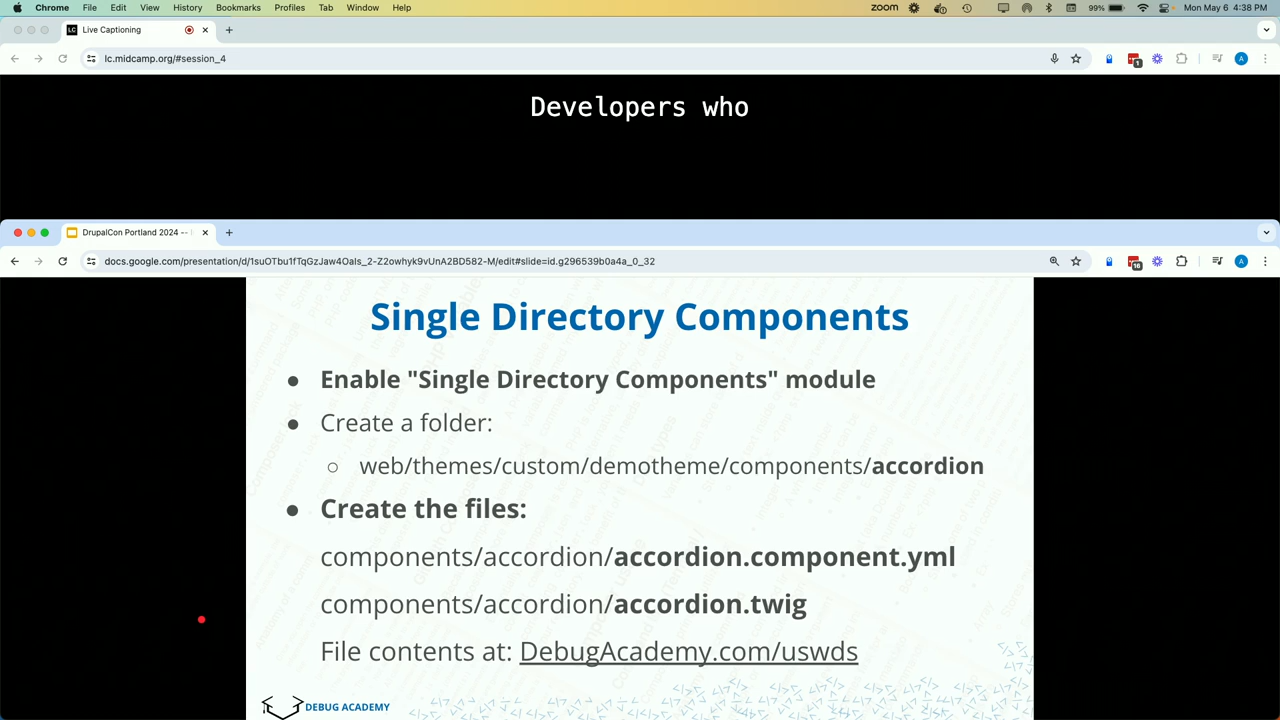 Chrome File Edit View History Bookmarks Profiles Tab Window Help zoom 99% Mon May 6 4:38 PM
LC Live Captioning
lc.midcamp.org/#session_4 1 A
Developers who
DrupalCon Portland 2024 --
docs.google.com/presentation/d/1suOTbu1fTqGzJaw4Oals_2-Z2owhyk9vUnA2BD582-M/edit#slide=id.g296539b0a4a_0_32 16 A
Single Directory Components
● Enable "Single Directory Components" module
● Create a folder:
○ web/themes/custom/demotheme/components/accordion
● Create the files:
components/accordion/accordion.component.yml
components/accordion/accordion.twig
File contents at: DebugAcademy.com/uswds
DEBUG ACADEMY